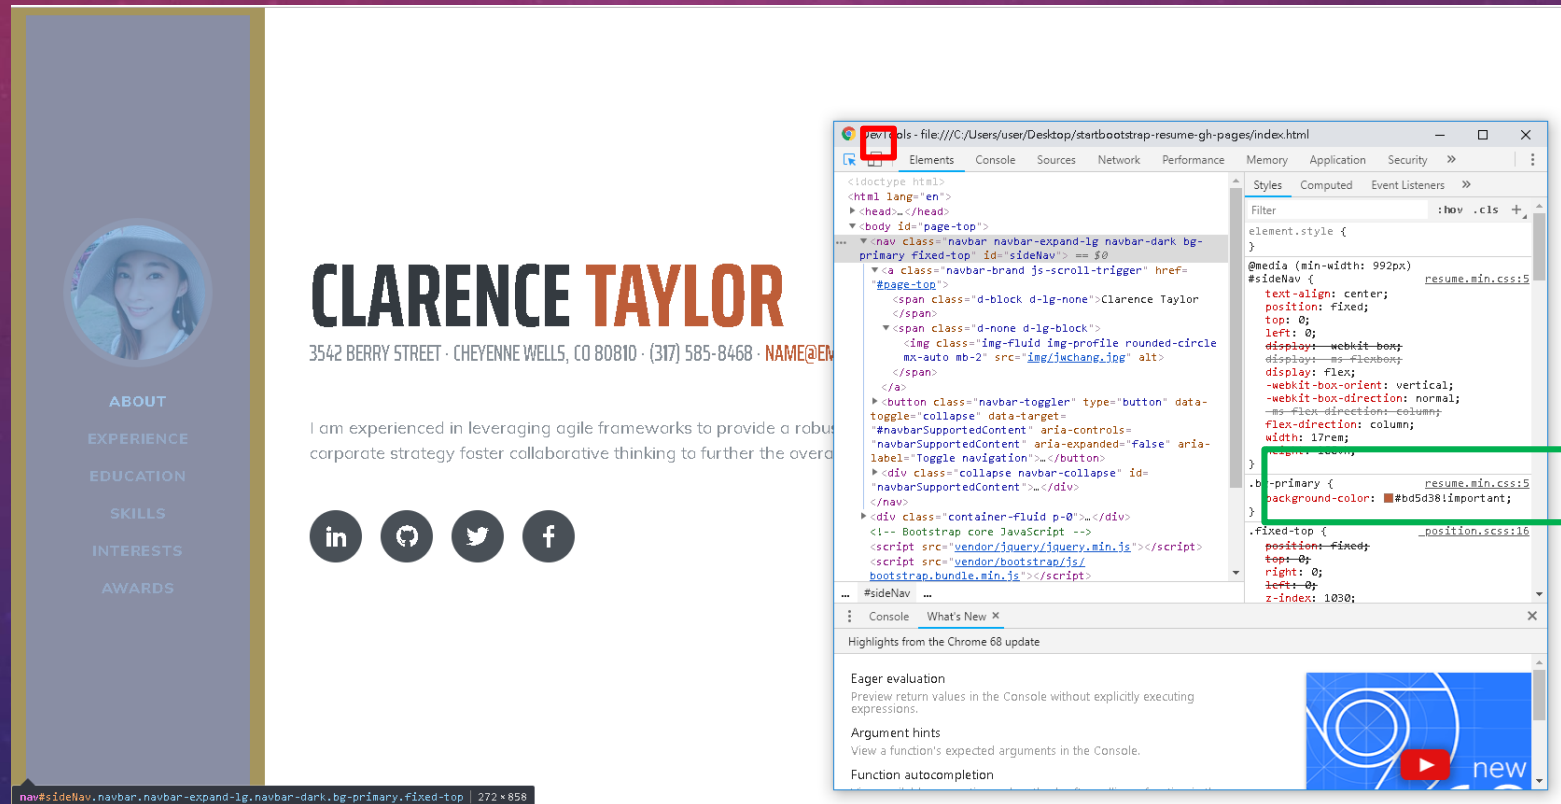 ABOUT
EXPERIENCE
EDUCATION
SKILLS
INTERESTS
AWARDS
nav#sideNav.navbar.navbar-expand-lg.navbar-dark.bg-primary.fixed-top | 272 × 858
CLARENCE TAYLOR
3542 BERRY STREET · CHEYENNE WELLS, CO 80810 · (317) 585-8468 · NAME@EM
I am experienced in leveraging agile frameworks to provide a robu
corporate strategy foster collaborative thinking to further the overa
in
f
DevTools - file:///C:/Users/user/Desktop/startbootstrap-resume-gh-pages/index.html
Elements Console Sources Network Performance Memory Application Security »
<!doctype html>
<html lang="en">
<head>…</head>
<body id="page-top">
<nav class="navbar navbar-expand-lg navbar-dark bg-
primary fixed-top" id="sideNav"> == $0
<a class="navbar-brand js-scroll-trigger" href=
"#page-top">
<span class="d-block d-lg-none">Clarence Taylor
</span>
<span class="d-none d-lg-block">
<img class="img-fluid img-profile rounded-circle
mx-auto mb-2" src="img/jwchang.jpg" alt>
</span>
</a>
<button class="navbar-toggler" type="button" data-
toggle="collapse" data-target=
"#navbarSupportedContent" aria-controls=
"navbarSupportedContent" aria-expanded="false" aria-
label="Toggle navigation">…</button>
<div class="collapse navbar-collapse" id=
"navbarSupportedContent">…</div>
</nav>
<div class="container-fluid p-0">…</div>
<!-- Bootstrap core JavaScript -->
<script src="vendor/jquery/jquery.min.js"></script>
<script src="vendor/bootstrap/js/
bootstrap.bundle.min.js"></script>
... #sideNav ...
Styles Computed Event Listeners »
Filter :hov .cls +
element.style {
}
@media (min-width: 992px)
#sideNav { resume.min.css:5
text-align: center;
position: fixed;
top: 0;
left: 0;
display: -webkit-box;
display: -ms-flexbox;
display: flex;
-webkit-box-orient: vertical;
-webkit-box-direction: normal;
-ms-flex-direction: column;
flex-direction: column;
width: 17rem;
}
.bg-primary { resume.min.css:5
background-color: #bd5d38!important;
}
.fixed-top { _position.scss:16
position: fixed;
top: 0;
right: 0;
left: 0;
z-index: 1030;
Console What's New ×
Highlights from the Chrome 68 update
Eager evaluation
Preview return values in the Console without explicitly executing
expressions.
Argument hints
View a function's expected arguments in the Console.
Function autocompletion
new